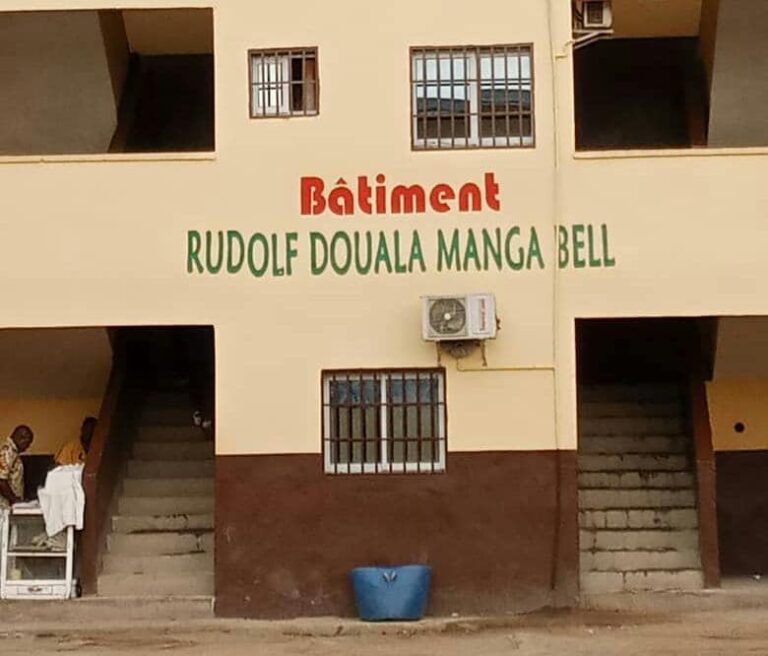 Bâtiment
RUDOLF DOUALA MANGA BELL